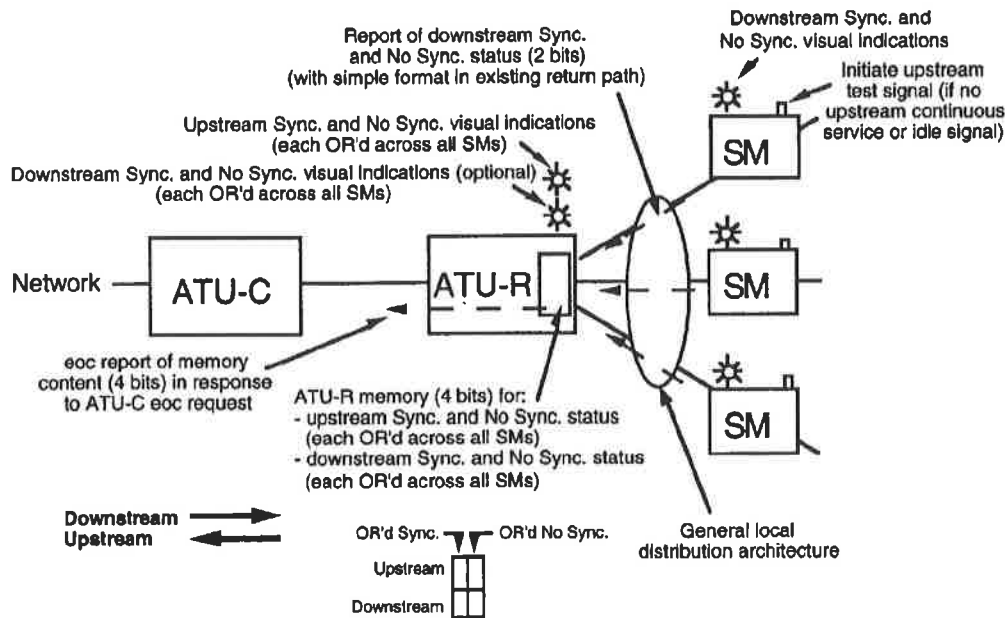 Report of downstream Sync.
and No Sync. status (2 bits)
(with simple format in existing return path)
Downstream Sync. and
No Sync. visual indications
Initiate upstream
test signal (if no
upstream continuous
service or idle signal)
Upstream Sync. and No Sync. visual indications
(each OR'd across all SMs)
Downstream Sync. and No Sync. visual indications (optional)
(each OR'd across all SMs)
SM
Network
ATU-C
ATU-R
SM
SM
eoc report of memory
content (4 bits) in response
to ATU-C eoc request
ATU-R memory (4 bits) for:
- upstream Sync. and No Sync. status
(each OR'd across all SMs)
- downstream Sync. and No Sync. status
(each OR'd across all SMs)
General local
distribution architecture
Downstream
Upstream
OR'd Sync.
OR'd No Sync.
Upstream
Downstream